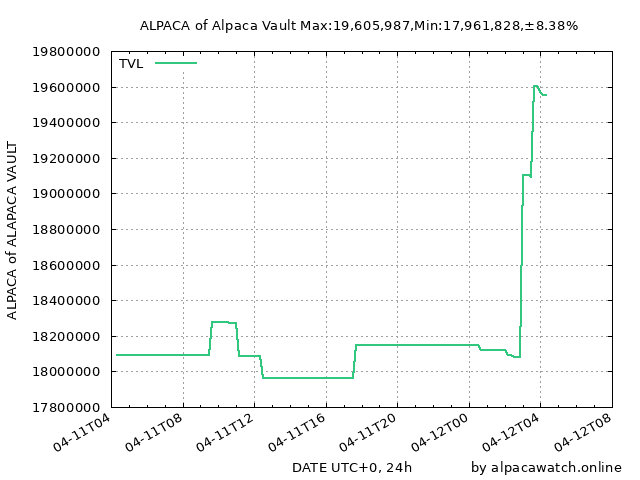 ALPACA of Alpaca Vault Max:19,605,987,Min:17,961,828,±8.38%
TVL
ALPACA of ALAPACA VAULT
19800000
19600000
19400000
19200000
19000000
18800000
18600000
18400000
18200000
18000000
17800000
04-11T04
04-11T08
04-11T12
04-11T16
04-11T20
04-12T00
04-12T04
04-12T08
DATE UTC+0, 24h
by alpacawatch.online